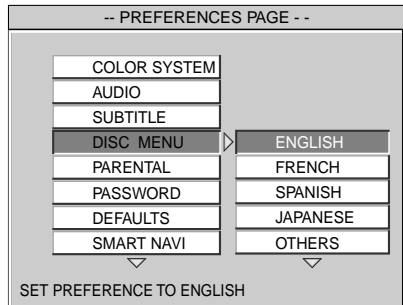 -- PREFERENCES PAGE - -
COLOR SYSTEM
AUDIO
SUBTITLE
DISC MENU ENGLISH
PARENTAL FRENCH
PASSWORD SPANISH
DEFAULTS JAPANESE
SMART NAVI OTHERS
SET PREFERENCE TO ENGLISH